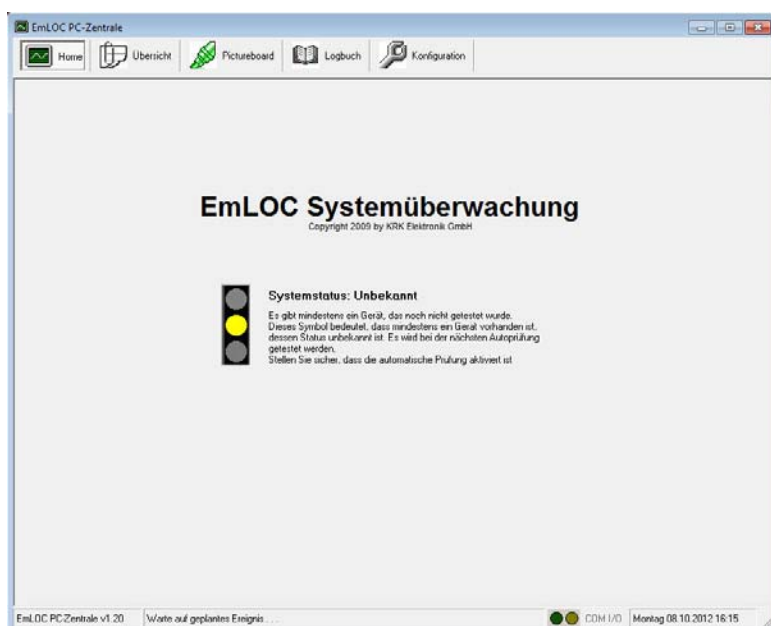 EmLOC PC-Zentrale
Home
Übersicht
Pictureboard
Logbuch
Konfiguration
EmLOC Systemüberwachung
Copyright 2009 by KRK Elektronik GmbH
Systemstatus: Unbekannt
Es gibt mindestens ein Gerät, das noch nicht getestet wurde.
Dieses Symbol bedeutet, dass mindestens ein Gerät vorhanden ist,
dessen Status unbekannt ist. Es wird bei der nächsten Autoprüfung
getestet werden.
Stellen Sie sicher, dass die automatische Prüfung aktiviert ist
EmLOC PC-Zentrale v1.20
Warte auf geplantes Ereignis . . .
COM I/O
Montag 08.10.2012 16:15